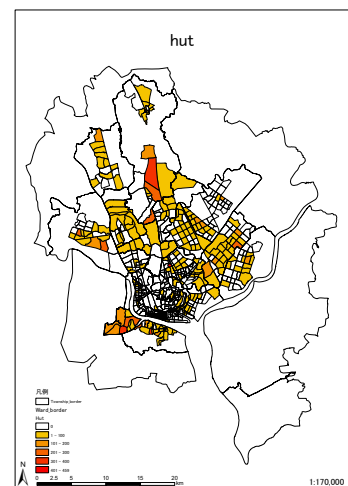 hut
凡例
Township_border
Ward_border
Hut
0
1 - 100
101 - 200
201 - 300
301 - 400
401 - 450
N
0 2.5 5 10 15 20
km
1:170,000